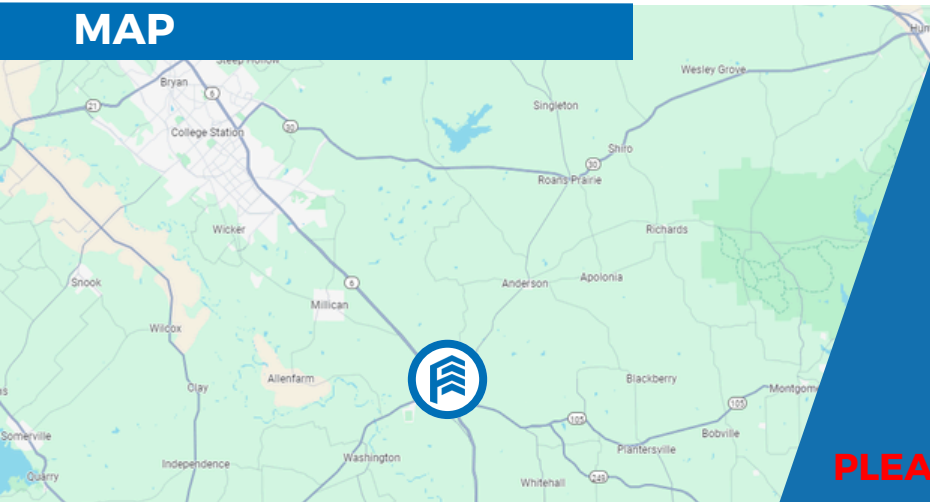 MAP
Steep Hollow
Wesley Grove
Bryan
6
21
Singleton
College Station
30
Shiro
30
Roans Prairie
Wicker
Richards
Snook
6
Anderson
Apolonia
Millican
Wilcox
Allenfarm
Clay
Blackberry
Montgom
105
105
Somerville
Bobville
Plantersville
Washington
Independence
PLEA
Quarry
249
Whitehall